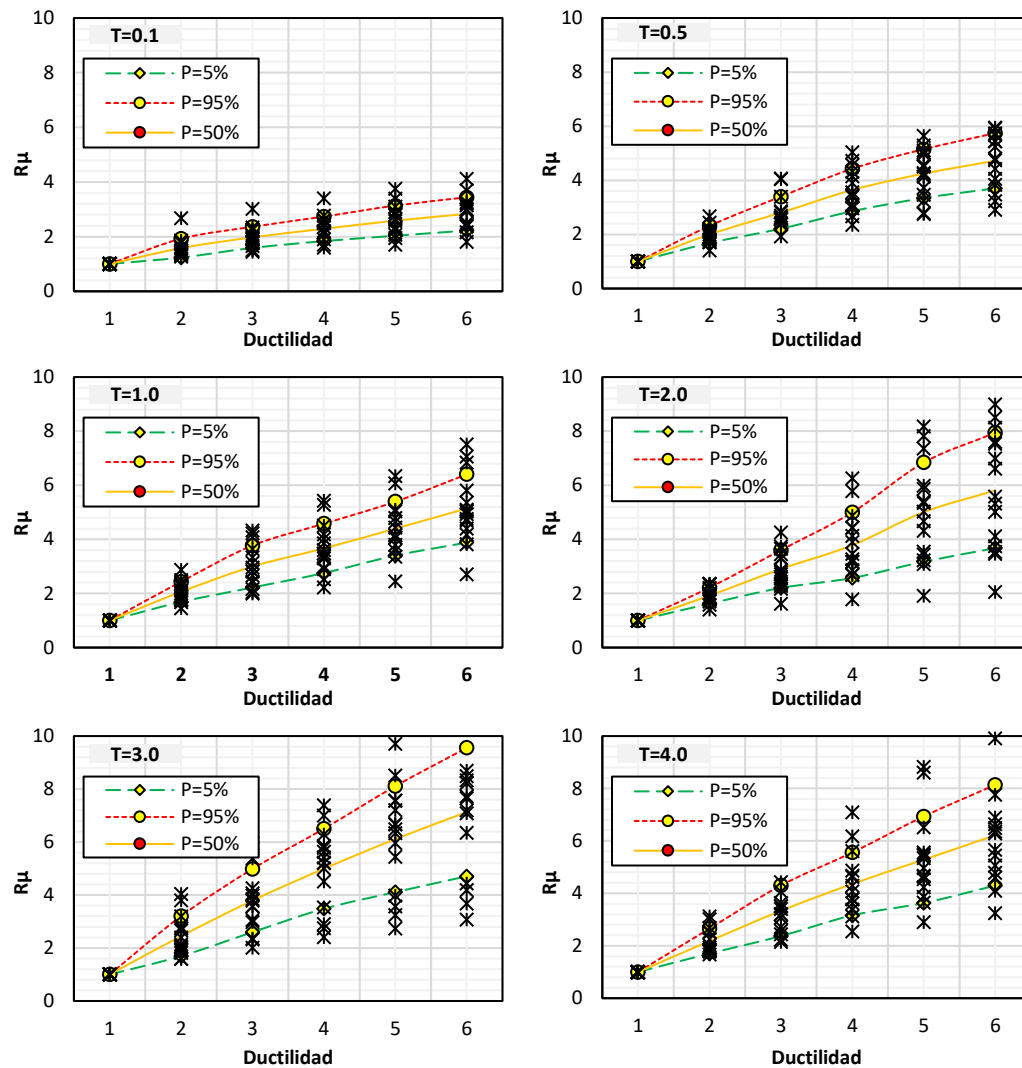 T=0.1
P=5%
P=95%
P=50%
Rμ
10
8
6
4
2
0
1 2 3 4 5 6
Ductilidad
T=0.5
P=5%
P=95%
P=50%
Rμ
10
8
6
4
2
0
1 2 3 4 5 6
Ductilidad
T=1.0
P=5%
P=95%
P=50%
Rμ
10
8
6
4
2
0
1 2 3 4 5 6
Ductilidad
T=2.0
P=5%
P=95%
P=50%
Rμ
10
8
6
4
2
0
1 2 3 4 5 6
Ductilidad
T=3.0
P=5%
P=95%
P=50%
Rμ
10
8
6
4
2
0
1 2 3 4 5 6
Ductilidad
T=4.0
P=5%
P=95%
P=50%
Rμ
10
8
6
4
2
0
1 2 3 4 5 6
Ductilidad